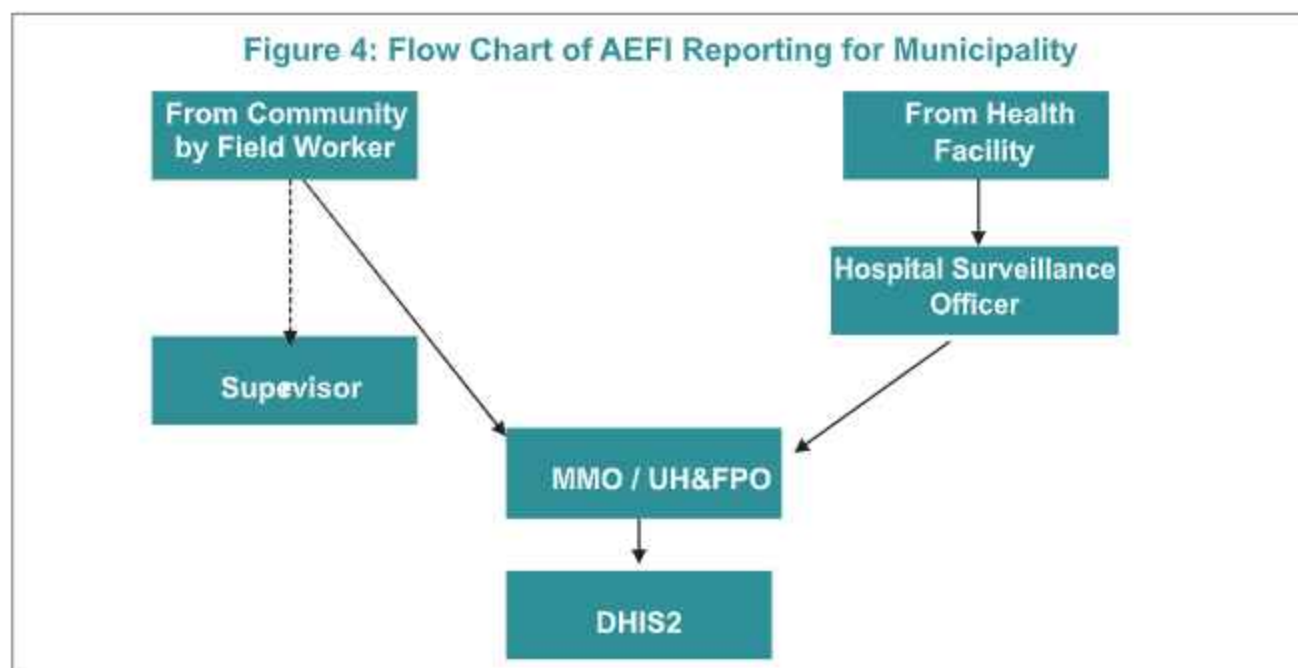 Figure 4: Flow Chart of AEFI Reporting for Municipality
From Community
by Field Worker
From Health
Facility
Hospital Surveillance
Officer
Supervisor
MMO / UH&FPO
DHIS2